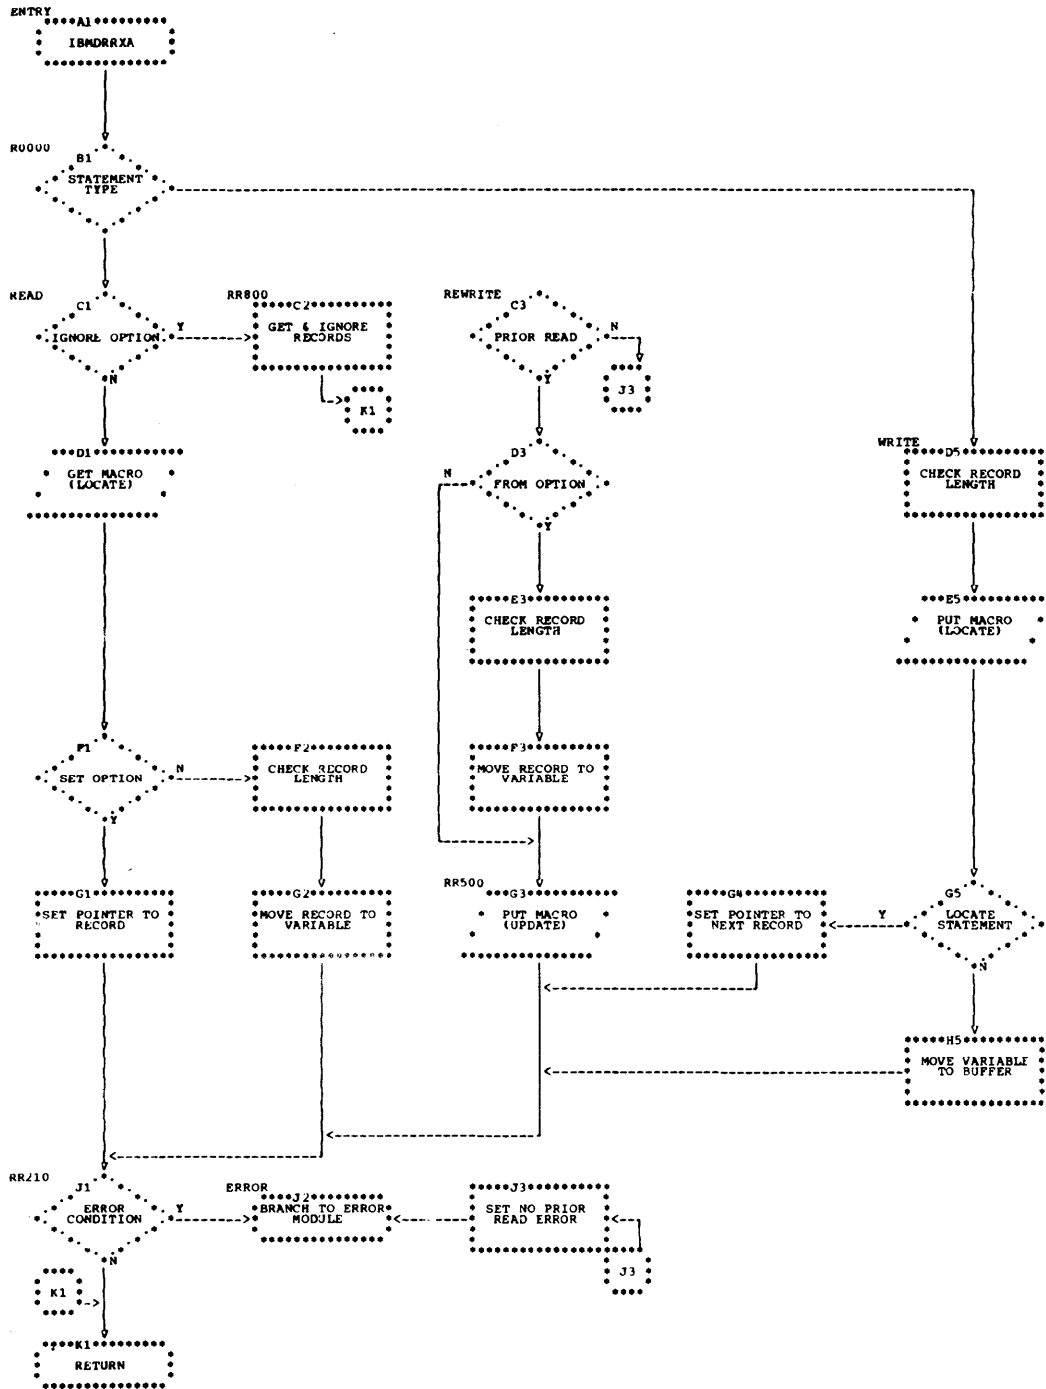 ENTRY
A1
IBMDRRXA
R0000
B1
STATEMENT
TYPE
READ
C1
IGNORE OPTION
Y
N
RR800
C2
GET & IGNORE
RECORDS
K1
REWRITE
C3
PRIOR READ
N
Y
J3
D1
GET MACRO
(LOCATE)
D3
FROM OPTION
N
Y
WRITE
D5
CHECK RECORD
LENGTH
E3
CHECK RECORD
LENGTH
E5
PUT MACRO
(LOCATE)
F1
SET OPTION
N
Y
F2
CHECK RECORD
LENGTH
F3
MOVE RECORD TO
VARIABLE
G1
SET POINTER TO
RECORD
G2
MOVE RECORD TO
VARIABLE
RR500
G3
PUT MACRO
(UPDATE)
G4
SET POINTER TO
NEXT RECORD
G5
LOCATE
STATEMENT
Y
N
H5
MOVE VARIABLE
TO BUFFER
RR210
J1
ERROR
CONDITION
Y
N
ERROR
J2
BRANCH TO ERROR
MODULE
J3
SET NO PRIOR
READ ERROR
J3
K1
K1
RETURN